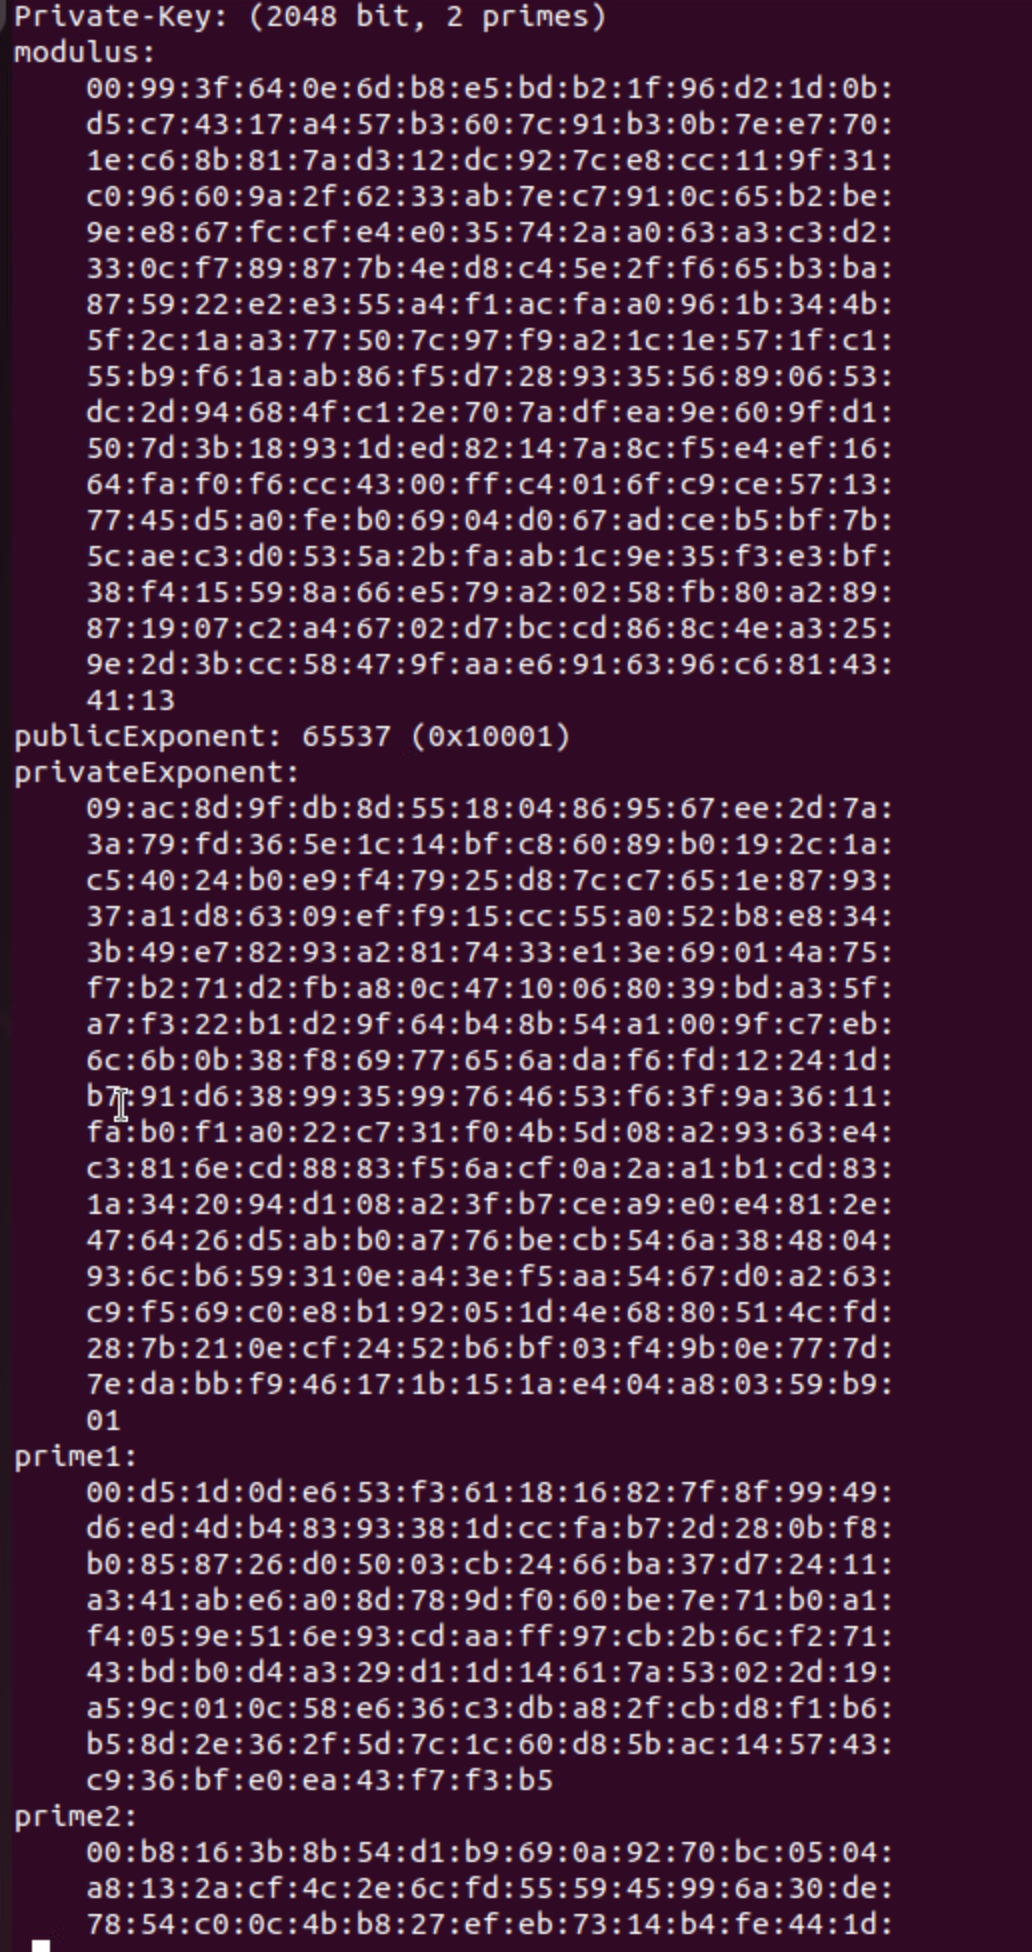 Private-Key: (2048 bit, 2 primes)
modulus:
00:99:3f:64:0e:6d:b8:e5:bd:b2:1f:96:d2:1d:0b:
d5:c7:43:17:a4:57:b3:60:7c:91:b3:0b:7e:e7:70:
1e:c6:8b:81:7a:d3:12:dc:92:7c:e8:cc:11:9f:31:
c0:96:60:9a:2f:62:33:ab:7e:c7:91:0c:65:b2:be:
9e:e8:67:fc:cf:e4:e0:35:74:2a:a0:63:a3:c3:d2:
33:0c:f7:89:87:7b:4e:d8:c4:5e:2f:f6:65:b3:ba:
87:59:22:e2:e3:55:a4:f1:ac:fa:a0:96:1b:34:4b:
5f:2c:1a:a3:77:50:7c:97:f9:a2:1c:1e:57:1f:c1:
55:b9:f6:1a:ab:86:f5:d7:28:93:35:56:89:06:53:
dc:2d:94:68:4f:c1:2e:70:7a:df:ea:9e:60:9f:d1:
50:7d:3b:18:93:1d:ed:82:14:7a:8c:f5:e4:ef:16:
64:fa:f0:f6:cc:43:00:ff:c4:01:6f:c9:ce:57:13:
77:45:d5:a0:fe:b0:69:04:d0:67:ad:ce:b5:bf:7b:
5c:ae:c3:d0:53:5a:2b:fa:ab:1c:9e:35:f3:e3:bf:
38:f4:15:59:8a:66:e5:79:a2:02:58:fb:80:a2:89:
87:19:07:c2:a4:67:02:d7:bc:cd:86:8c:4e:a3:25:
9e:2d:3b:cc:58:47:9f:aa:e6:91:63:96:c6:81:43:
41:13
publicExponent: 65537 (0x10001)
privateExponent:
09:ac:8d:9f:db:8d:55:18:04:86:95:67:ee:2d:7a:
3a:79:fd:36:5e:1c:14:bf:c8:60:89:b0:19:2c:1a:
c5:40:24:b0:e9:f4:79:25:d8:7c:c7:65:1e:87:93:
37:a1:d8:63:09:ef:f9:15:cc:55:a0:52:b8:e8:34:
3b:49:e7:82:93:a2:81:74:33:e1:3e:69:01:4a:75:
f7:b2:71:d2:fb:a8:0c:47:10:06:80:39:bd:a3:5f:
a7:f3:22:b1:d2:9f:64:b4:8b:54:a1:00:9f:c7:eb:
6c:6b:0b:38:f8:69:77:65:6a:da:f6:fd:12:24:1d:
b7:91:d6:38:99:35:99:76:46:53:f6:3f:9a:36:11:
fa:b0:f1:a0:22:c7:31:f0:4b:5d:08:a2:93:63:e4:
c3:81:6e:cd:88:83:f5:6a:cf:0a:2a:a1:b1:cd:83:
1a:34:20:94:d1:08:a2:3f:b7:ce:a9:e0:e4:81:2e:
47:64:26:d5:ab:b0:a7:76:be:cb:54:6a:38:48:04:
93:6c:b6:59:31:0e:a4:3e:f5:aa:54:67:d0:a2:63:
c9:f5:69:c0:e8:b1:92:05:1d:4e:68:80:51:4c:fd:
28:7b:21:0e:cf:24:52:b6:bf:03:f4:9b:0e:77:7d:
7e:da:bb:f9:46:17:1b:15:1a:e4:04:a8:03:59:b9:
01
prime1:
00:d5:1d:0d:e6:53:f3:61:18:16:82:7f:8f:99:49:
d6:ed:4d:b4:83:93:38:1d:cc:fa:b7:2d:28:0b:f8:
b0:85:87:26:d0:50:03:cb:24:66:ba:37:d7:24:11:
a3:41:ab:e6:a0:8d:78:9d:f0:60:be:7e:71:b0:a1:
f4:05:9e:51:6e:93:cd:aa:ff:97:cb:2b:6c:f2:71:
43:bd:b0:d4:a3:29:d1:1d:14:61:7a:53:02:2d:19:
a5:9c:01:0c:58:e6:36:c3:db:a8:2f:cb:d8:f1:b6:
b5:8d:2e:36:2f:5d:7c:1c:60:d8:5b:ac:14:57:43:
c9:36:bf:e0:ea:43:f7:f3:b5
prime2:
00:b8:16:3b:8b:54:d1:b9:69:0a:92:70:bc:05:04:
a8:13:2a:cf:4c:2e:6c:fd:55:59:45:99:6a:30:de:
78:54:c0:0c:4b:b8:27:ef:eb:73:14:b4:fe:44:1d: